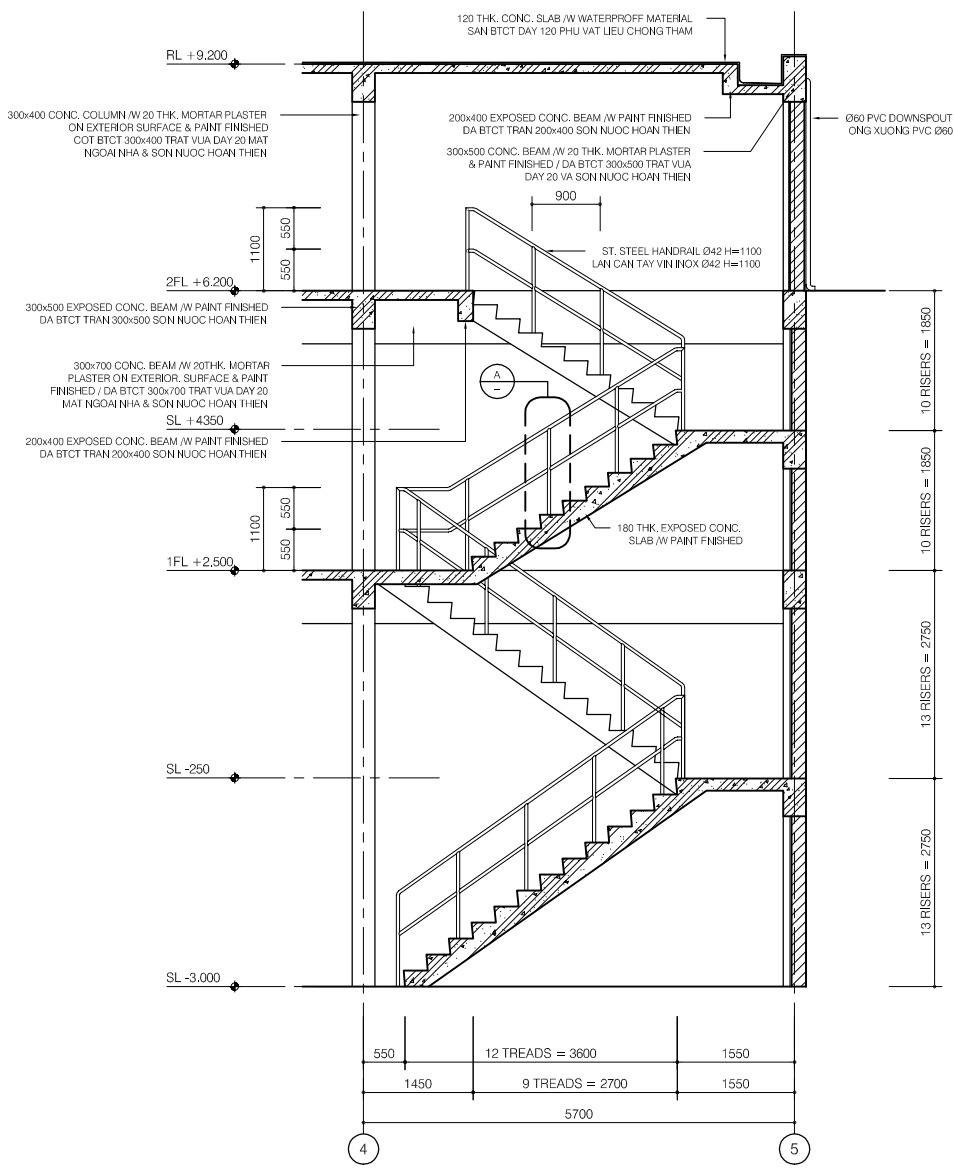 120 THK. CONC. SLAB /W WATERPROFF MATERIAL
SAN BTCT DAY 120 PHU VAT LIEU CHONG THAM
RL +9.200
300x400 CONC. COLUMN /W 20 THK. MORTAR PLASTER
ON EXTERIOR SURFACE & PAINT FINISHED
COT BTCT 300x400 TRAT VUA DAY 20 MAT
NGOAI NHA & SON NUOC HOAN THIEN
200x400 EXPOSED CONC. BEAM /W PAINT FINISHED
DA BTCT TRAN 200x400 SON NUOC HOAN THIEN
300x500 CONC. BEAM /W 20 THK. MORTAR PLASTER
& PAINT FINISHED / DA BTCT 300x500 TRAT VUA
DAY 20 VA SON NUOC HOAN THIEN
Ø60 PVC DOWNSPOUT
ONG XUONG PVC Ø60
900
1100
550
550
ST. STEEL HANDRAIL Ø42 H=1100
LAN CAN TAY VIN INOX Ø42 H=1100
2FL +6.200
300x500 EXPOSED CONC. BEAM /W PAINT FINISHED
DA BTCT TRAN 300x500 SON NUOC HOAN THIEN
300x700 CONC. BEAM /W 20THK. MORTAR
PLASTER ON EXTERIOR. SURFACE & PAINT
FINISHED / DA BTCT 300x700 TRAT VUA DAY 20
MAT NGOAI NHA & SON NUOC HOAN THIEN
A
–
10 RISERS = 1850
SL +4350
200x400 EXPOSED CONC. BEAM /W PAINT FINISHED
DA BTCT TRAN 200x400 SON NUOC HOAN THIEN
1100
550
550
10 RISERS = 1850
180 THK. EXPOSED CONC.
SLAB /W PAINT FNISHED
1FL +2.500
13 RISERS = 2750
SL -250
13 RISERS = 2750
SL -3.000
550
12 TREADS = 3600
1550
1450
9 TREADS = 2700
1550
5700
4
5